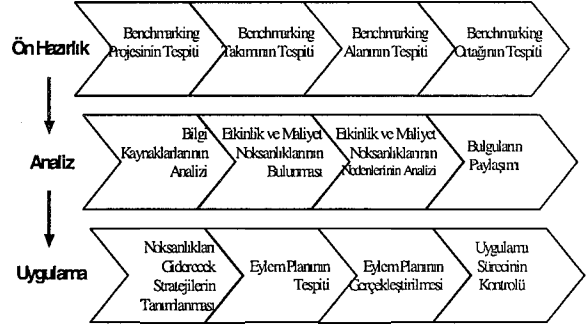 Ön Hazırlık
Benchmarking
Projesinin Tespiti
Benchmarking
Takımının Tespiti
Benchmarking
Alanının Tespiti
Benchmarking
Ortağının Tespiti
Analiz
Bilgi
Kaynaklarlarının
Analizi
Etkinlik ve Maliyet
Noksanlıklarının
Bulunması
Etkinlik ve Maliyet
Noksanlıklarının
Nedenlerinin Analizi
Bulguların
Paylaşımı
Uygulama
Noksanlıkları
Giderecek
Stratejilerin
Tanımlanması
Eylem Planının
Tespiti
Eylem Planının
Gerçekleştirilmesi
Uygulama
Sürecinin
Kontrolü